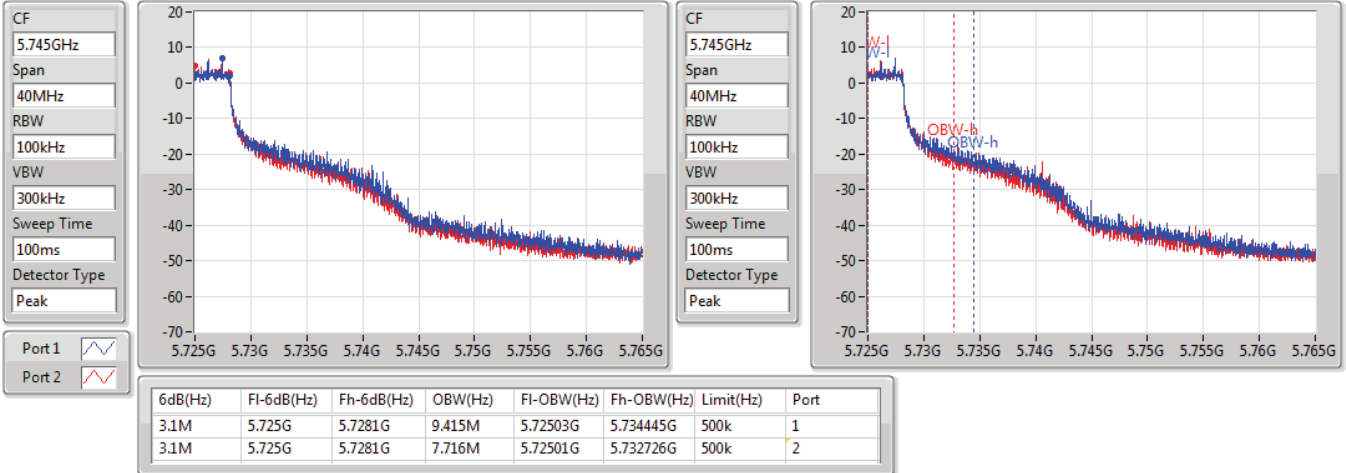 CF
5.745GHz
Span
40MHz
RBW
100kHz
VBW
300kHz
Sweep Time
100ms
Detector Type
Peak
20
10
0
-10
-20
-30
-40
-50
-60
-70
5.725G 5.73G 5.735G 5.74G 5.745G 5.75G 5.755G 5.76G 5.765G
Port 1
Port 2
CF
5.745GHz
Span
40MHz
RBW
100kHz
VBW
300kHz
Sweep Time
100ms
Detector Type
Peak
20
10
0
-10
-20
-30
-40
-50
-60
-70
W-l
W-l
OBW-h
OBW-h
5.725G 5.73G 5.735G 5.74G 5.745G 5.75G 5.755G 5.76G 5.765G
6dB(Hz) Fl-6dB(Hz) Fh-6dB(Hz) OBW(Hz) Fl-OBW(Hz) Fh-OBW(Hz) Limit(Hz) Port
3.1M 5.725G 5.7281G 9.415M 5.72503G 5.734445G 500k 1
3.1M 5.725G 5.7281G 7.716M 5.72501G 5.732726G 500k 2